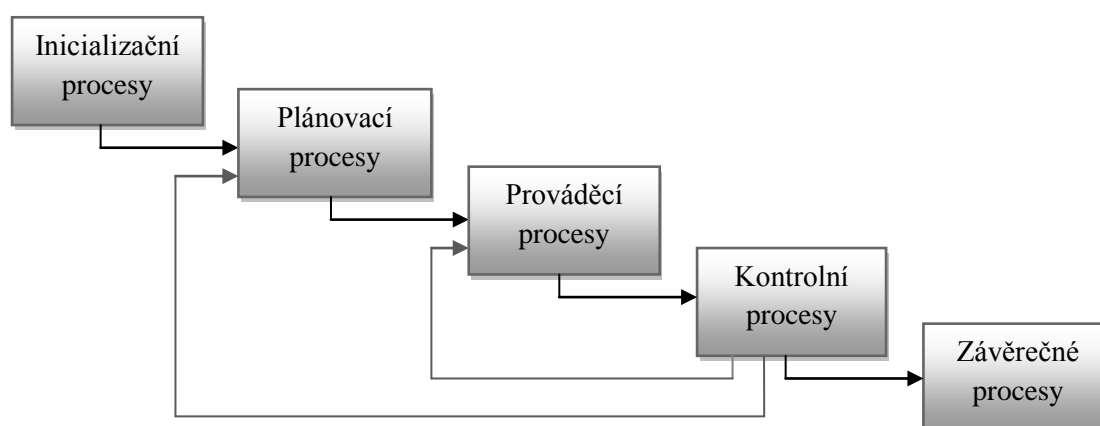 Inicializační
procesy
Plánovací
procesy
Prováděcí
procesy
Kontrolní
procesy
Závěrečné
procesy